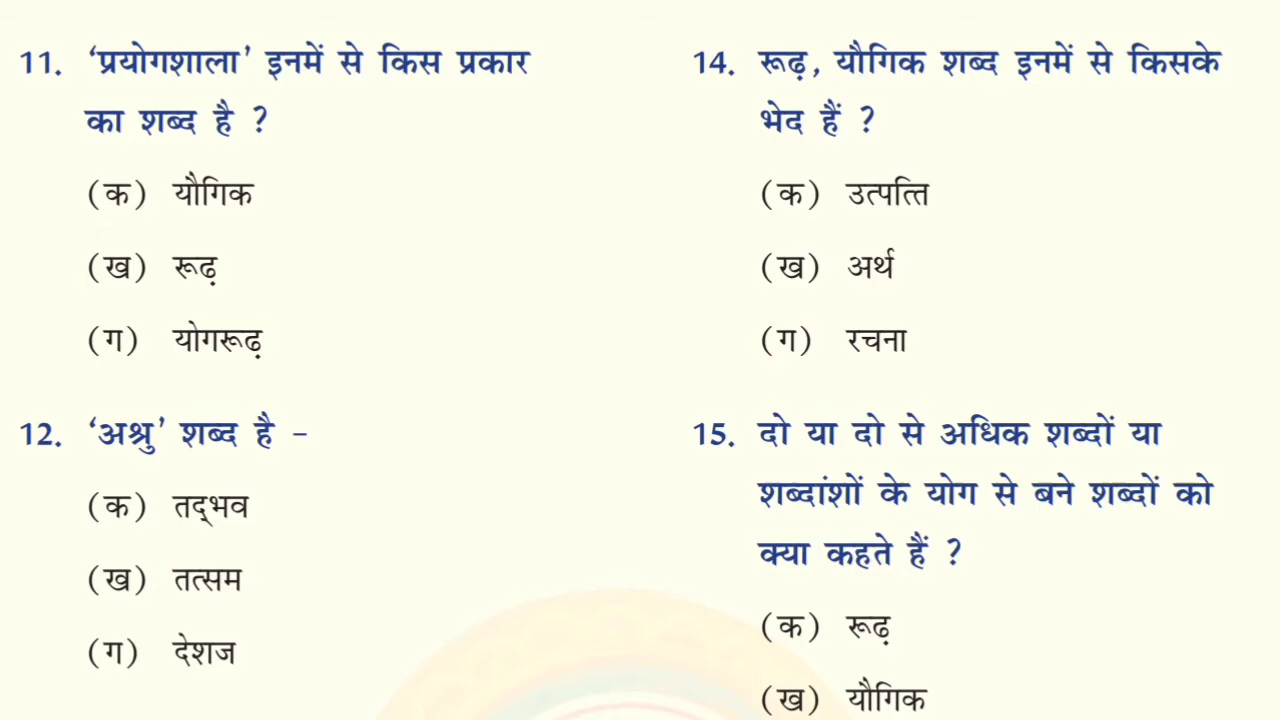 11. ‘प्रयोगशाला’ इनमें से किस प्रकार
का शब्द है ?
(क) यौगिक
(ख) रूढ़
(ग) योगरूढ़
12. ‘अश्रु’ शब्द है –
(क) तद्‌भव
(ख) तत्सम
(ग) देशज
14. रूढ़, यौगिक शब्द इनमें से किसके
भेद हैं ?
(क) उत्पत्ति
(ख) अर्थ
(ग) रचना
15. दो या दो से अधिक शब्दों या
शब्दांशों के योग से बने शब्दों को
क्या कहते हैं ?
(क) रूढ़
(ख) यौगिक